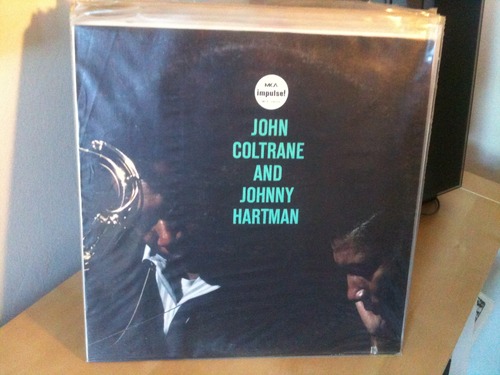 MCA
impulse!
JOHN
COLTRANE
AND
JOHNNY
HARTMAN